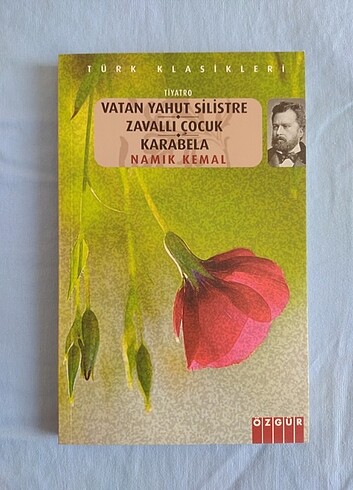 TÜRK KLASİKLERİ
TİYATRO
VATAN YAHUT SİLİSTRE
ZAVALLI ÇOCUK
KARABELA
NAMIK KEMAL
ÖZGÜR